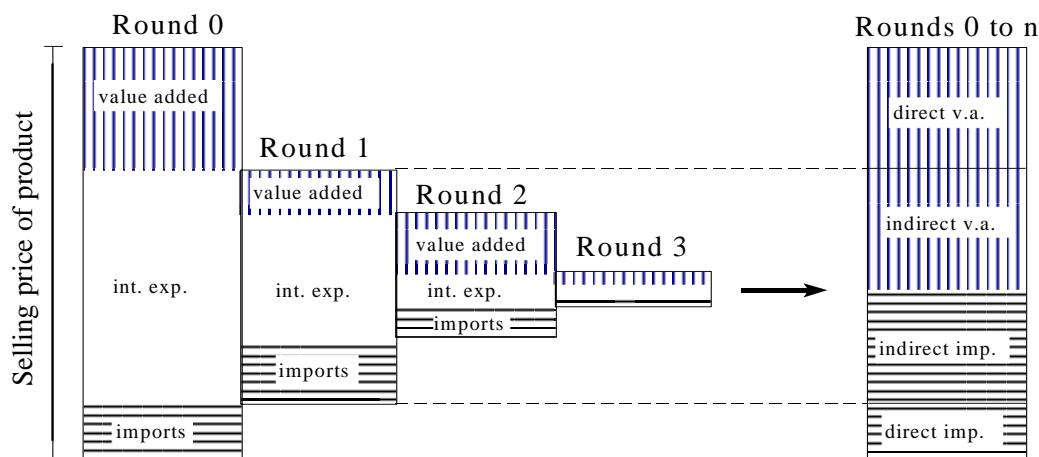 Round 0
Rounds 0 to n
value added
direct v.a.
Round 1
value added
Round 2
indirect v.a.
value added
Round 3
Selling price of product
int. exp.
int. exp.
int. exp.
imports
indirect imp.
imports
imports
direct imp.